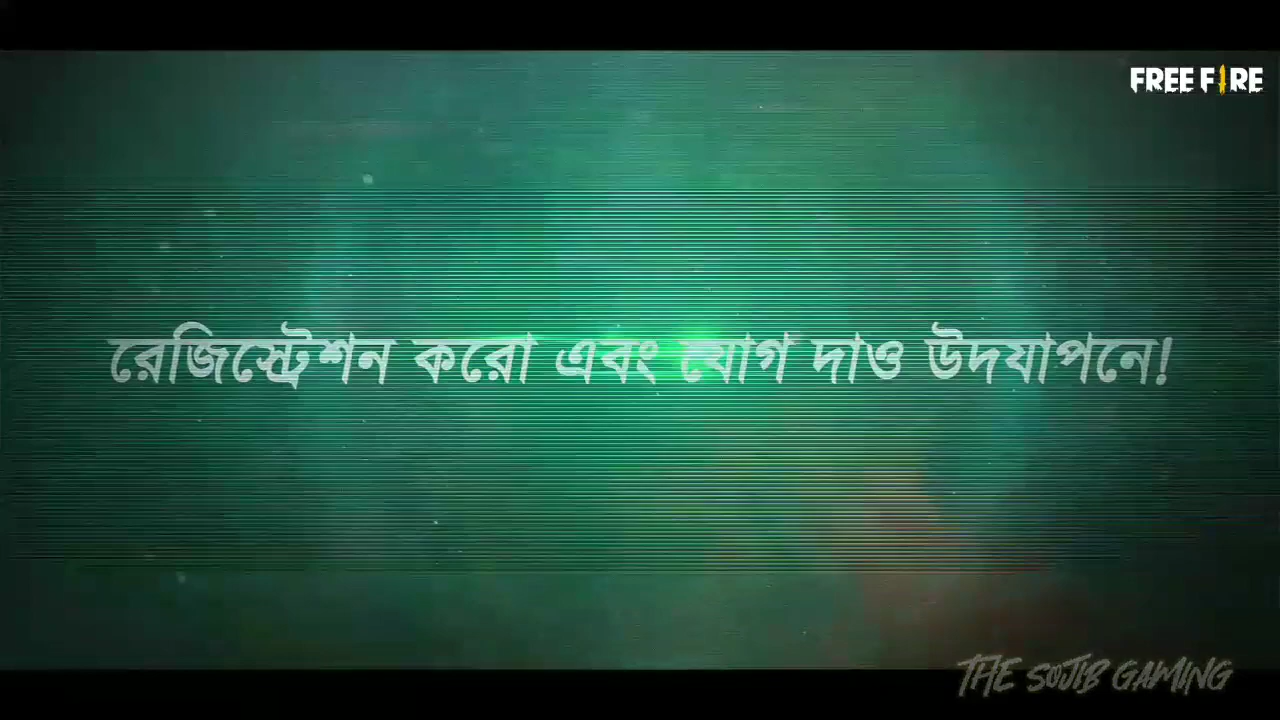 FREE FIRE
রেজিস্ট্রেশন করো এবং যোগ দাও উদযাপনে!
THE SOJIB GAMING